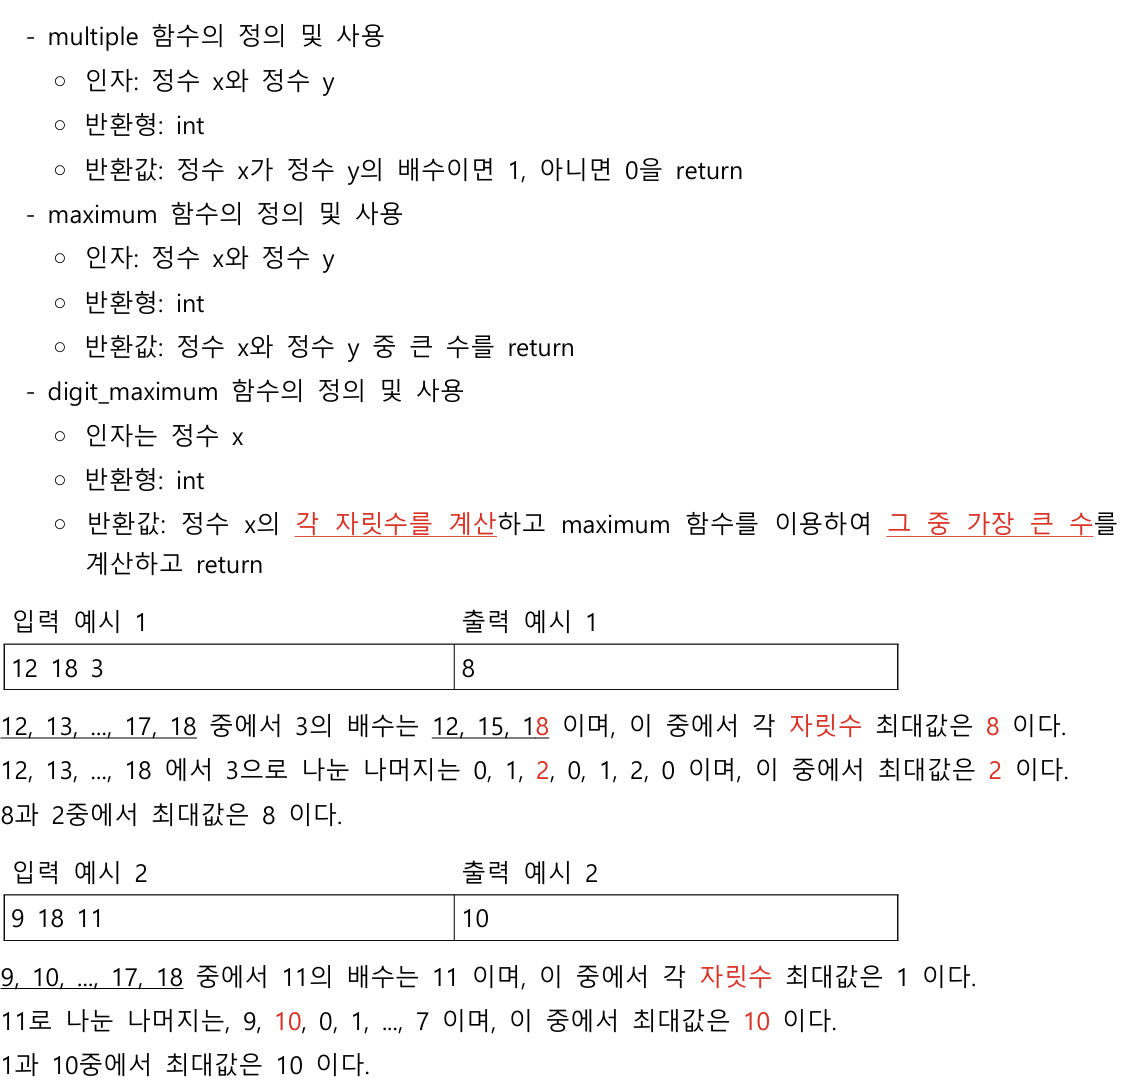 - multiple 함수의 정의 및 사용
○ 인자: 정수 x와 정수 y
○ 반환형: int
○ 반환값: 정수 x가 정수 y의 배수이면 1, 아니면 0을 return
- maximum 함수의 정의 및 사용
○ 인자: 정수 x와 정수 y
○ 반환형: int
○ 반환값: 정수 x와 정수 y 중 큰 수를 return
- digit_maximum 함수의 정의 및 사용
○ 인자는 정수 x
○ 반환형: int
○ 반환값: 정수 x의 각 자릿수를 계산하고 maximum 함수를 이용하여 그 중 가장 큰 수를
계산하고 return
입력 예시 1 출력 예시 1
12 18 3 8
12, 13, ..., 17, 18 중에서 3의 배수는 12, 15, 18 이며, 이 중에서 각 자릿수 최대값은 8 이다.
12, 13, ..., 18 에서 3으로 나눈 나머지는 0, 1, 2, 0, 1, 2, 0 이며, 이 중에서 최대값은 2 이다.
8과 2중에서 최대값은 8 이다.
입력 예시 2 출력 예시 2
9 18 11 10
9, 10, ..., 17, 18 중에서 11의 배수는 11 이며, 이 중에서 각 자릿수 최대값은 1 이다.
11로 나눈 나머지는, 9, 10, 0, 1, ..., 7 이며, 이 중에서 최대값은 10 이다.
1과 10중에서 최대값은 10 이다.